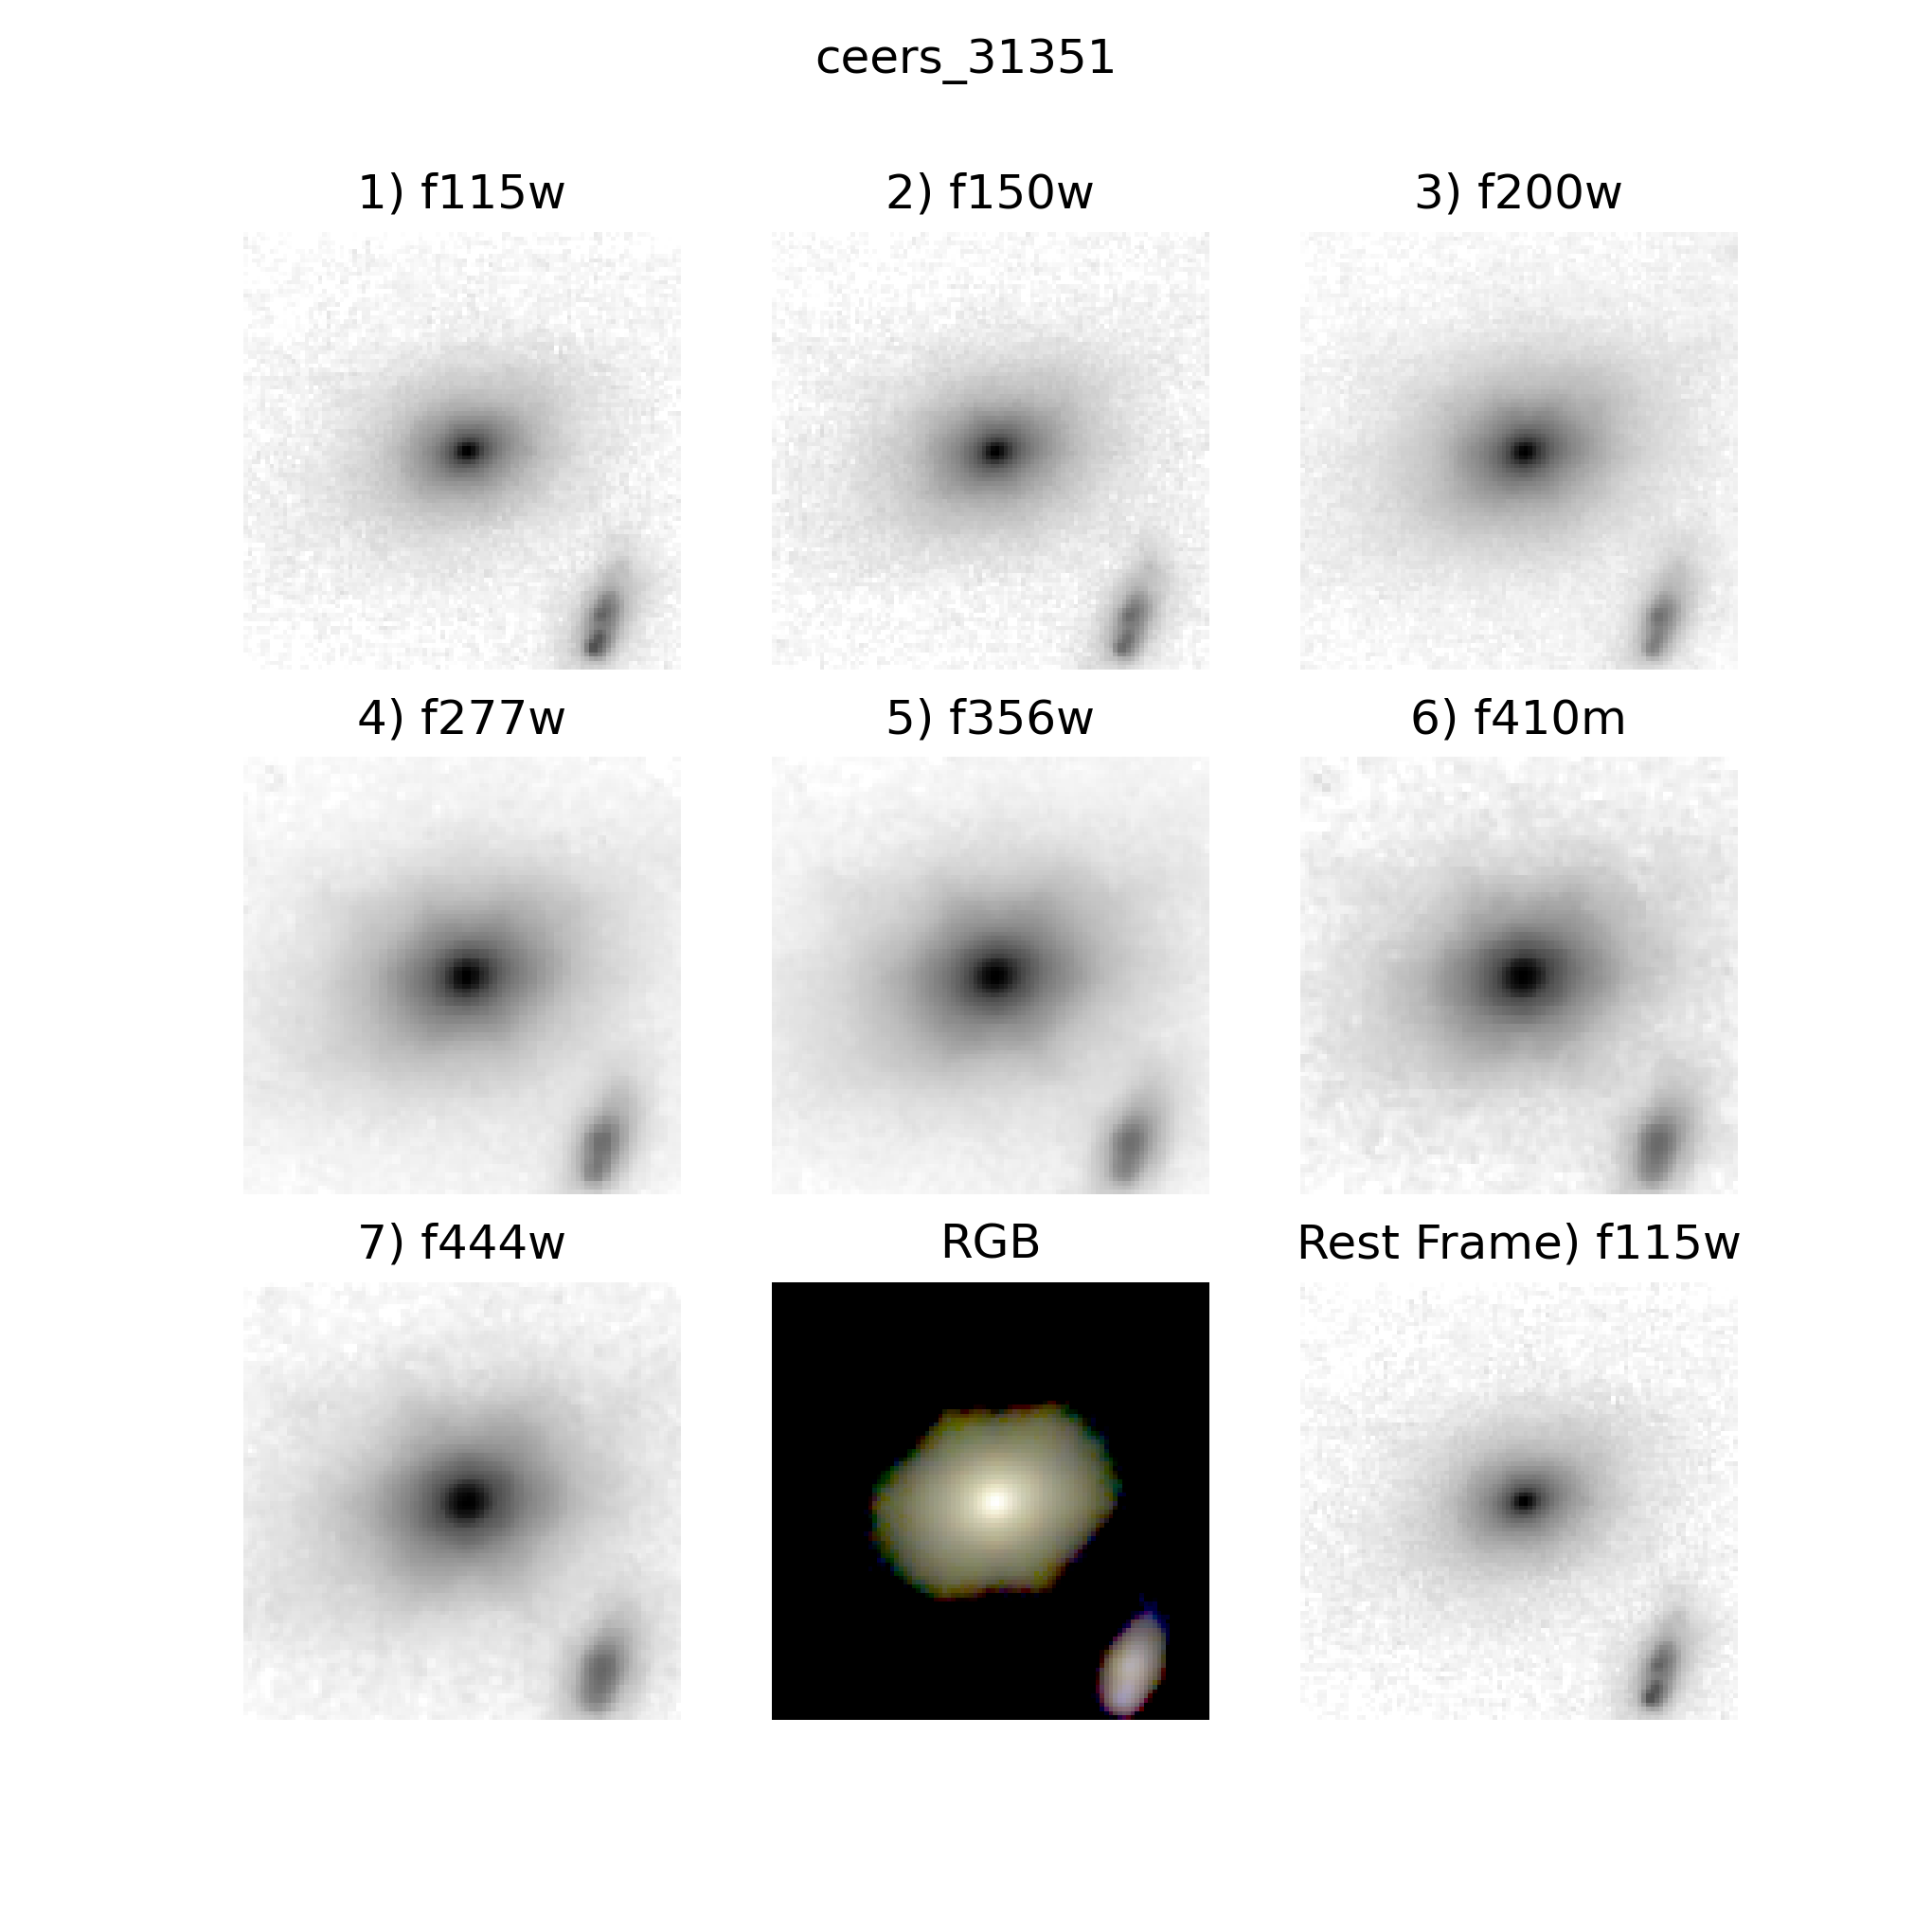 ceers_31351
1) f115w
2) f150w
3) f200w
4) f277w
5) f356w
6) f410m
7) f444w
RGB
Rest Frame) f115w